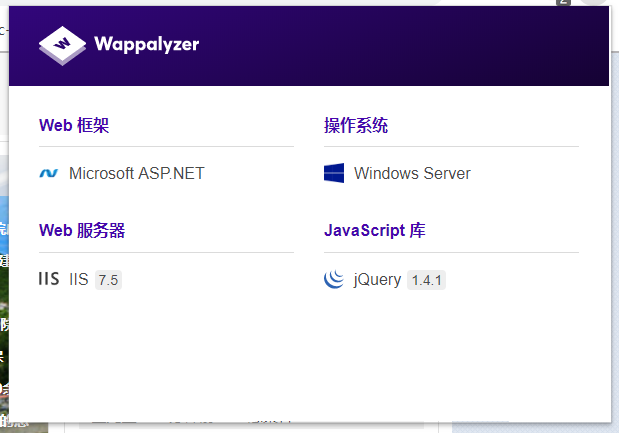 Wappalyzer
Web 框架
Microsoft ASP.NET
操作系统
Windows Server
Web 服务器
IIS IIS 7.5
JavaScript 库
jQuery 1.4.1